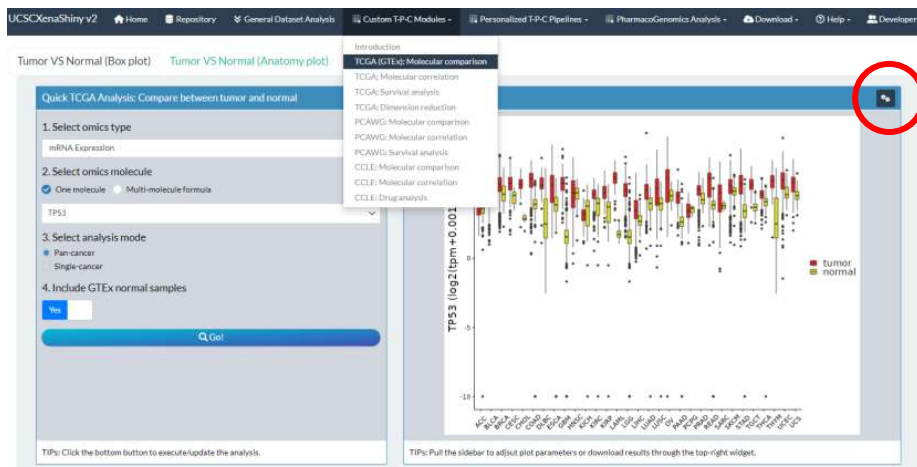 UCSCXenaShiny v2 Home Repository General Dataset Analysis Custom T-P-C Modules Personalized T-P-C Pipelines PharmacoGenomics Analysis Download Help Developer
Introduction
TCGA (GTEx): Molecular comparison
TCGA: Molecular correlation
TCGA: Survival analysis
TCGA: Dimension reduction
PCAWG: Molecular comparison
PCAWG: Molecular correlation
PCAWG: Survival analysis
CCLE: Molecular comparison
CCLE: Molecular correlation
CCLE: Drug analysis
Tumor VS Normal (Box plot) Tumor VS Normal (Anatomy plot)
Quick TCGA Analysis: Compare between tumor and normal
1. Select omics type
mRNA Expression
2. Select omics molecule
One molecule Multi-molecule formula
TP53
3. Select analysis mode
Pan-cancer
Single-cancer
4. Include GTEx normal samples
Yes
Go!
TIPs: Click the bottom button to execute/update the analysis.
TP53 (log2(tpm+0.001
0
-5
-10
ACC BLCA BRCA CESC CHOL COAD DLBC ESCA GBM HNSC KICH KIRC KIRP LAML LGG LIHC LUAD LUSC OV PAAD PCPG PRAD READ SARC SKCM STAD TGCT THCA THYM UCEC UCS
tumor
normal
TIPs: Pull the sidebar to adjsut plot parameters or download results through the top-right widget.